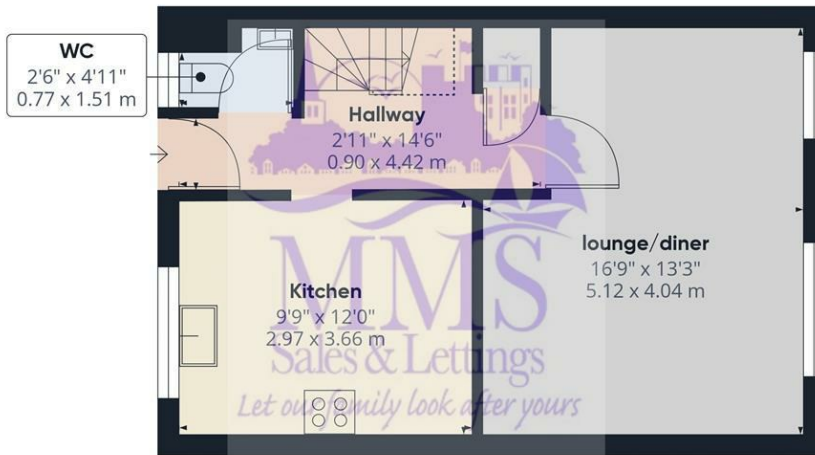 WC
2'6" x 4'11"
0.77 x 1.51 m
Hallway
2'11" x 14'6"
0.90 x 4.42 m
lounge/diner
16'9" x 13'3"
5.12 x 4.04 m
Kitchen
9'9" x 12'0"
2.97 x 3.66 m
MMS
Sales & Lettings
Let our family look after yours